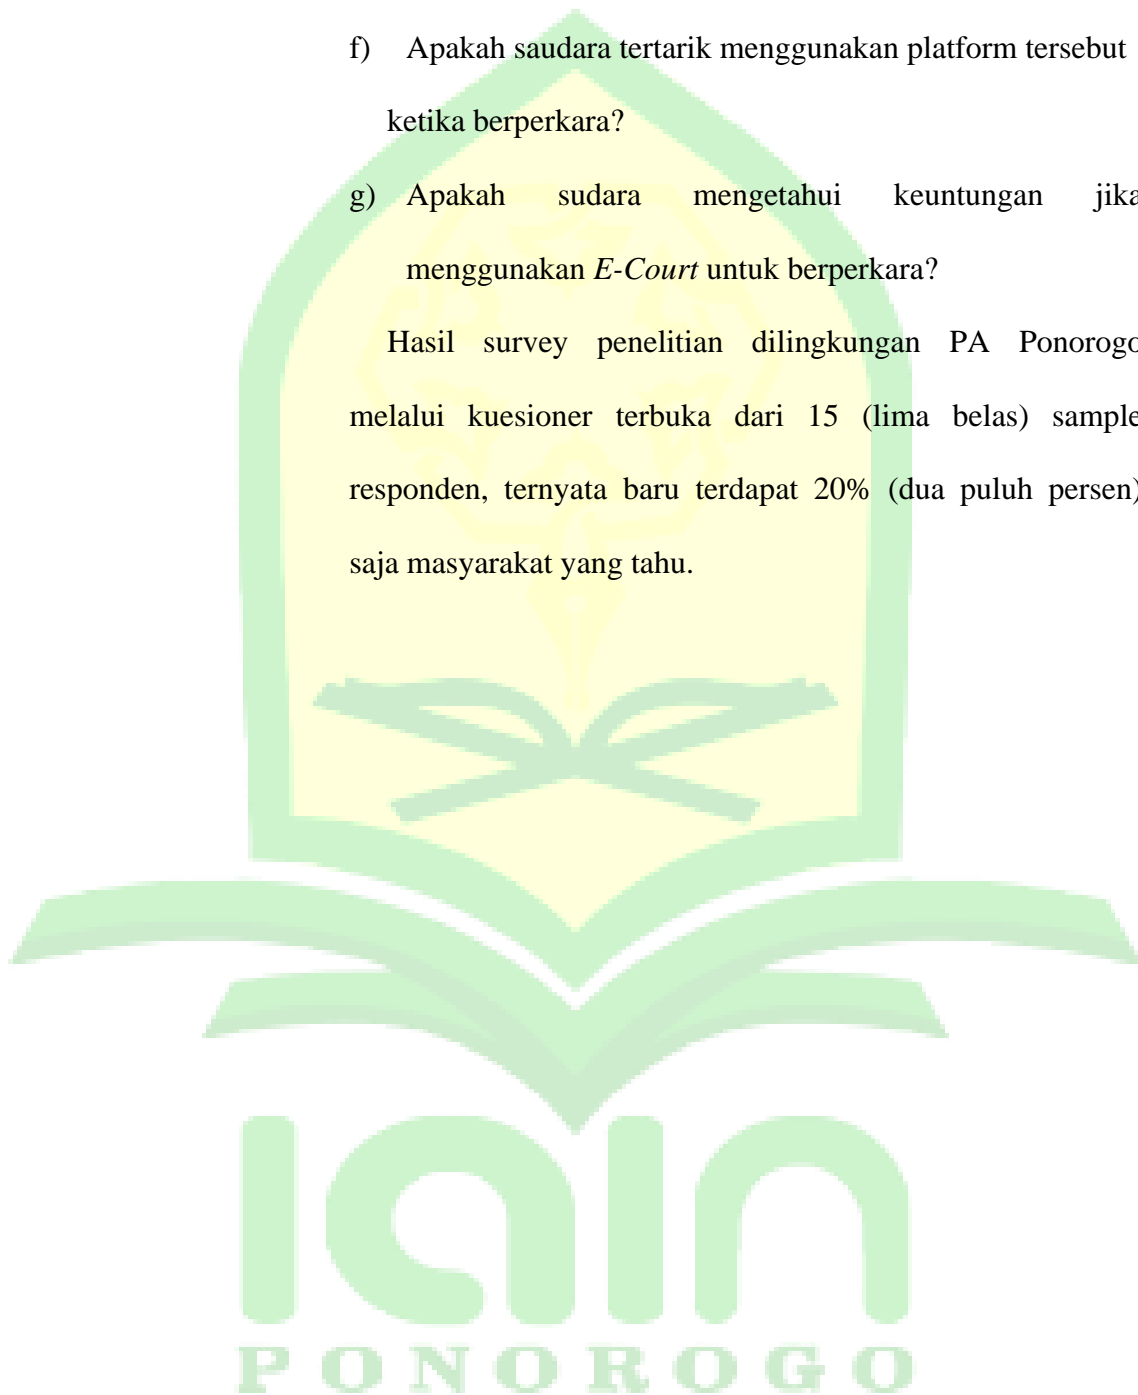 f) Apakah saudara tertarik menggunakan platform tersebut
ketika berperkara?
g) Apakah sudara mengetahui keuntungan jika
menggunakan E-Court untuk berperkara?
Hasil survey penelitian dilingkungan PA Ponorogo
melalui kuesioner terbuka dari 15 (lima belas) sample
responden, ternyata baru terdapat 20% (dua puluh persen)
saja masyarakat yang tahu.
iain
PONOROGO